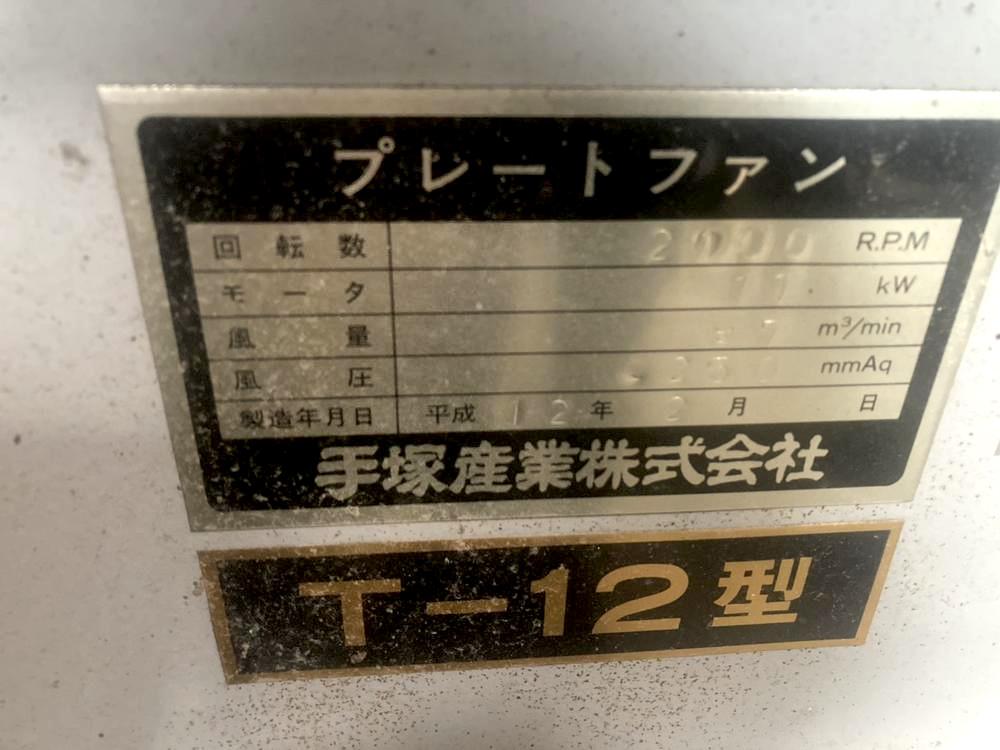 プレートファン
回転数 R.P.M
モータ kW
風量 m³/min
風圧 mmAq
製造年月日 平成 12 年 2 月 日
手塚産業株式会社
T-12型